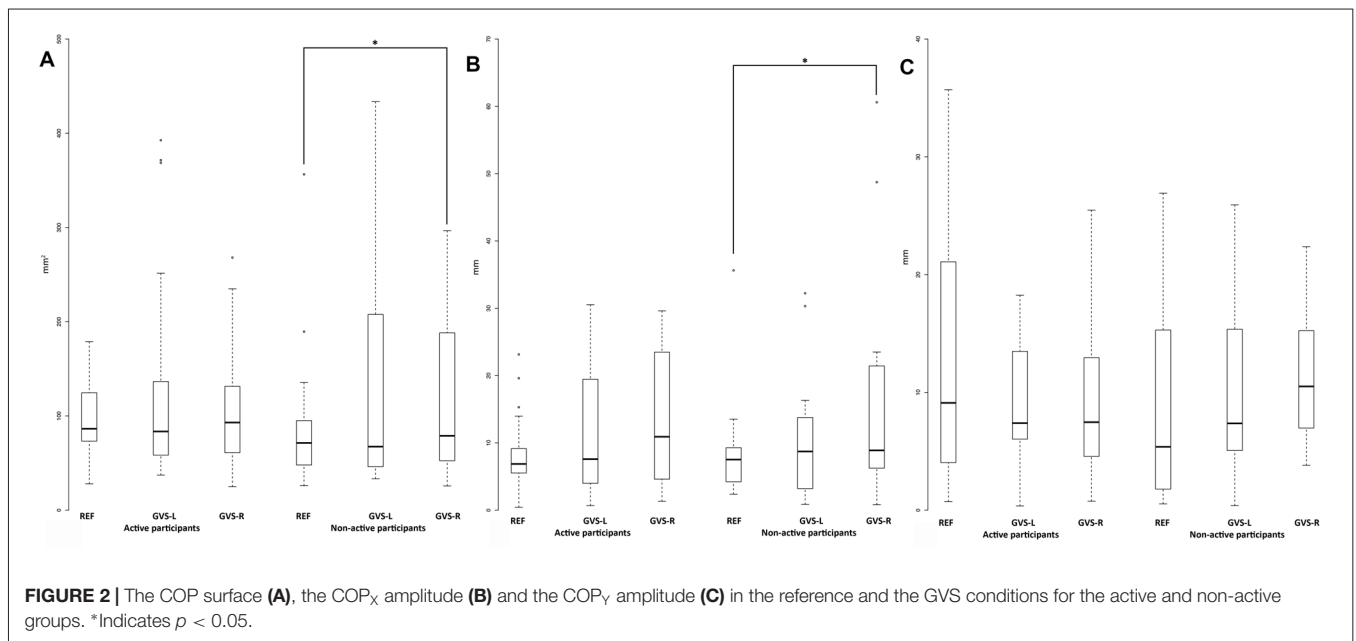 A
500
400
300
200
100
0
mm²
*
REF GVS-L GVS-R REF GVS-L GVS-R
Active participants Non-active participants
B
70
60
50
40
30
20
10
0
mm
*
REF GVS-L GVS-R REF GVS-L GVS-R
Active participants Non-active participants
C
40
30
20
10
0
mm
REF GVS-L GVS-R REF GVS-L GVS-R
Active participants Non-active participants
FIGURE 2 | The COP surface (A), the COPX amplitude (B) and the COPY amplitude (C) in the reference and the GVS conditions for the active and non-active
groups. *Indicates p < 0.05.